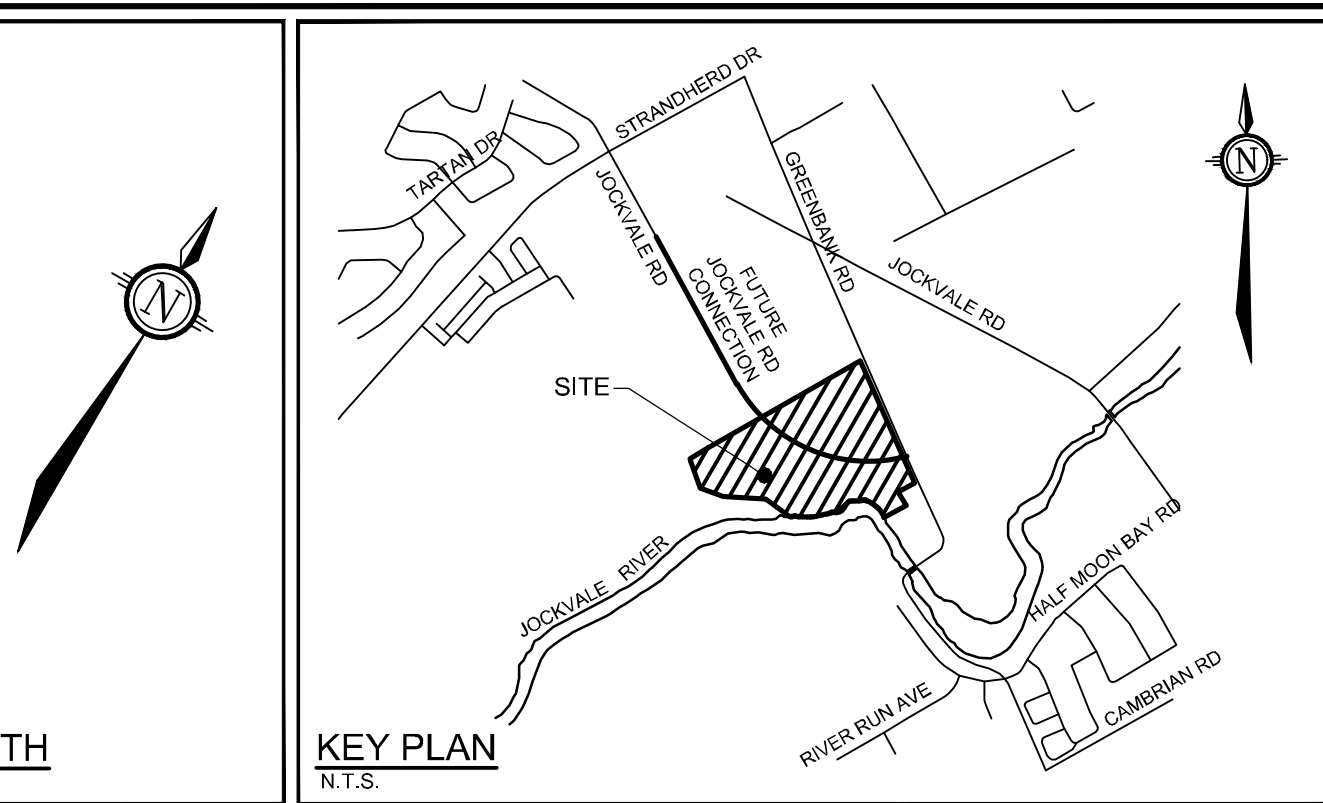 STRANDHERD DR
TARTAN DR
JOCKVALE RD
GREENBANK RD
N
JOCKVALE RD
FUTURE
JOCKVALE RD
CONNECTION
N
SITE
JOCKVALE RIVER
HALF MOON BAY RD
RIVER RUN AVE
CAMBRIAN RD
TH
KEY PLAN
N.T.S.